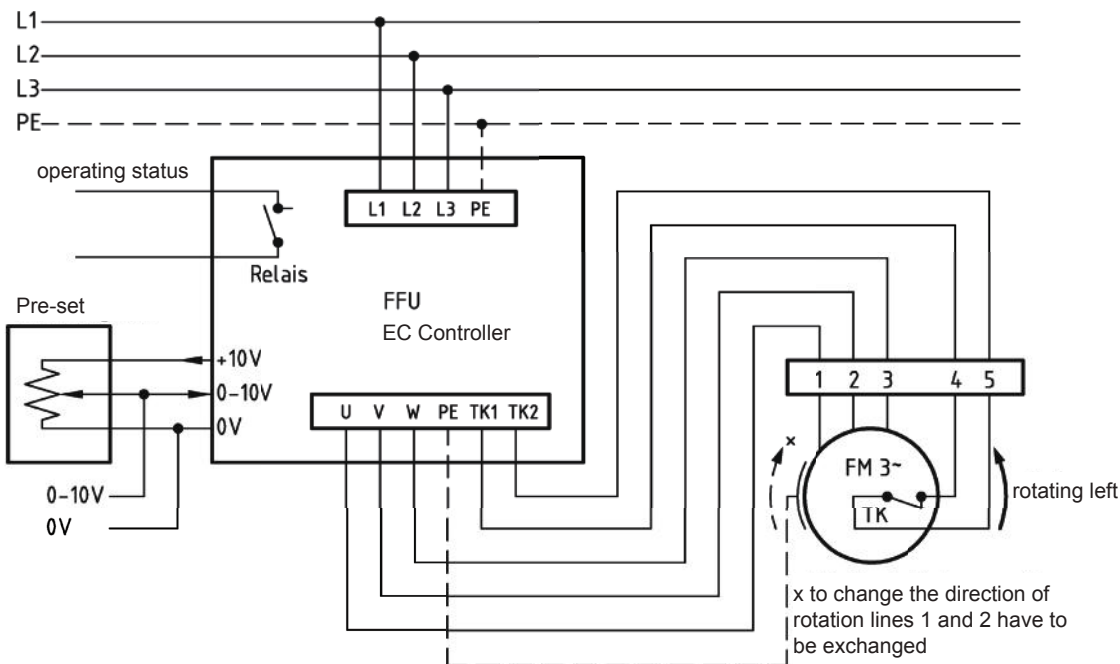 L1
L2
L3
PE
operating status
L1 L2 L3 PE
Relais
FFU
EC Controller
Pre-set
+10V
0-10V
0V
U V W PE TK1 TK2
0-10V
0V
1 2 3 4 5
x
FM 3~
TK
rotating left
x to change the direction of
rotation lines 1 and 2 have to
be exchanged